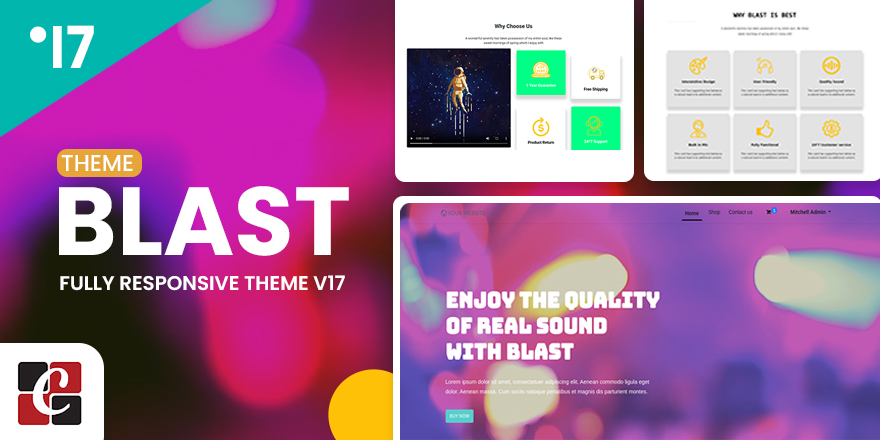 17
THEME
BLAST
FULLY RESPONSIVE THEME V17
Why Choose Us
1 Year Guarantee
Free Shipping
Product Return
24*7 Support
WHY BLAST IS BEST
Interactive Design
User Friendly
Quality Sound
Built in Mic
Fully Functional
24*7 Customer service
Home
Shop
Contact us
Mitchell Admin
ENJOY THE QUALITY
OF REAL SOUND
WITH BLAST
Lorem ipsum dolor sit amet, consectetuer adipiscing elit. Aenean commodo ligula eget
dolor. Aenean massa. Cum sociis natoque penatibus et magnis dis parturient montes.
BUY NOW